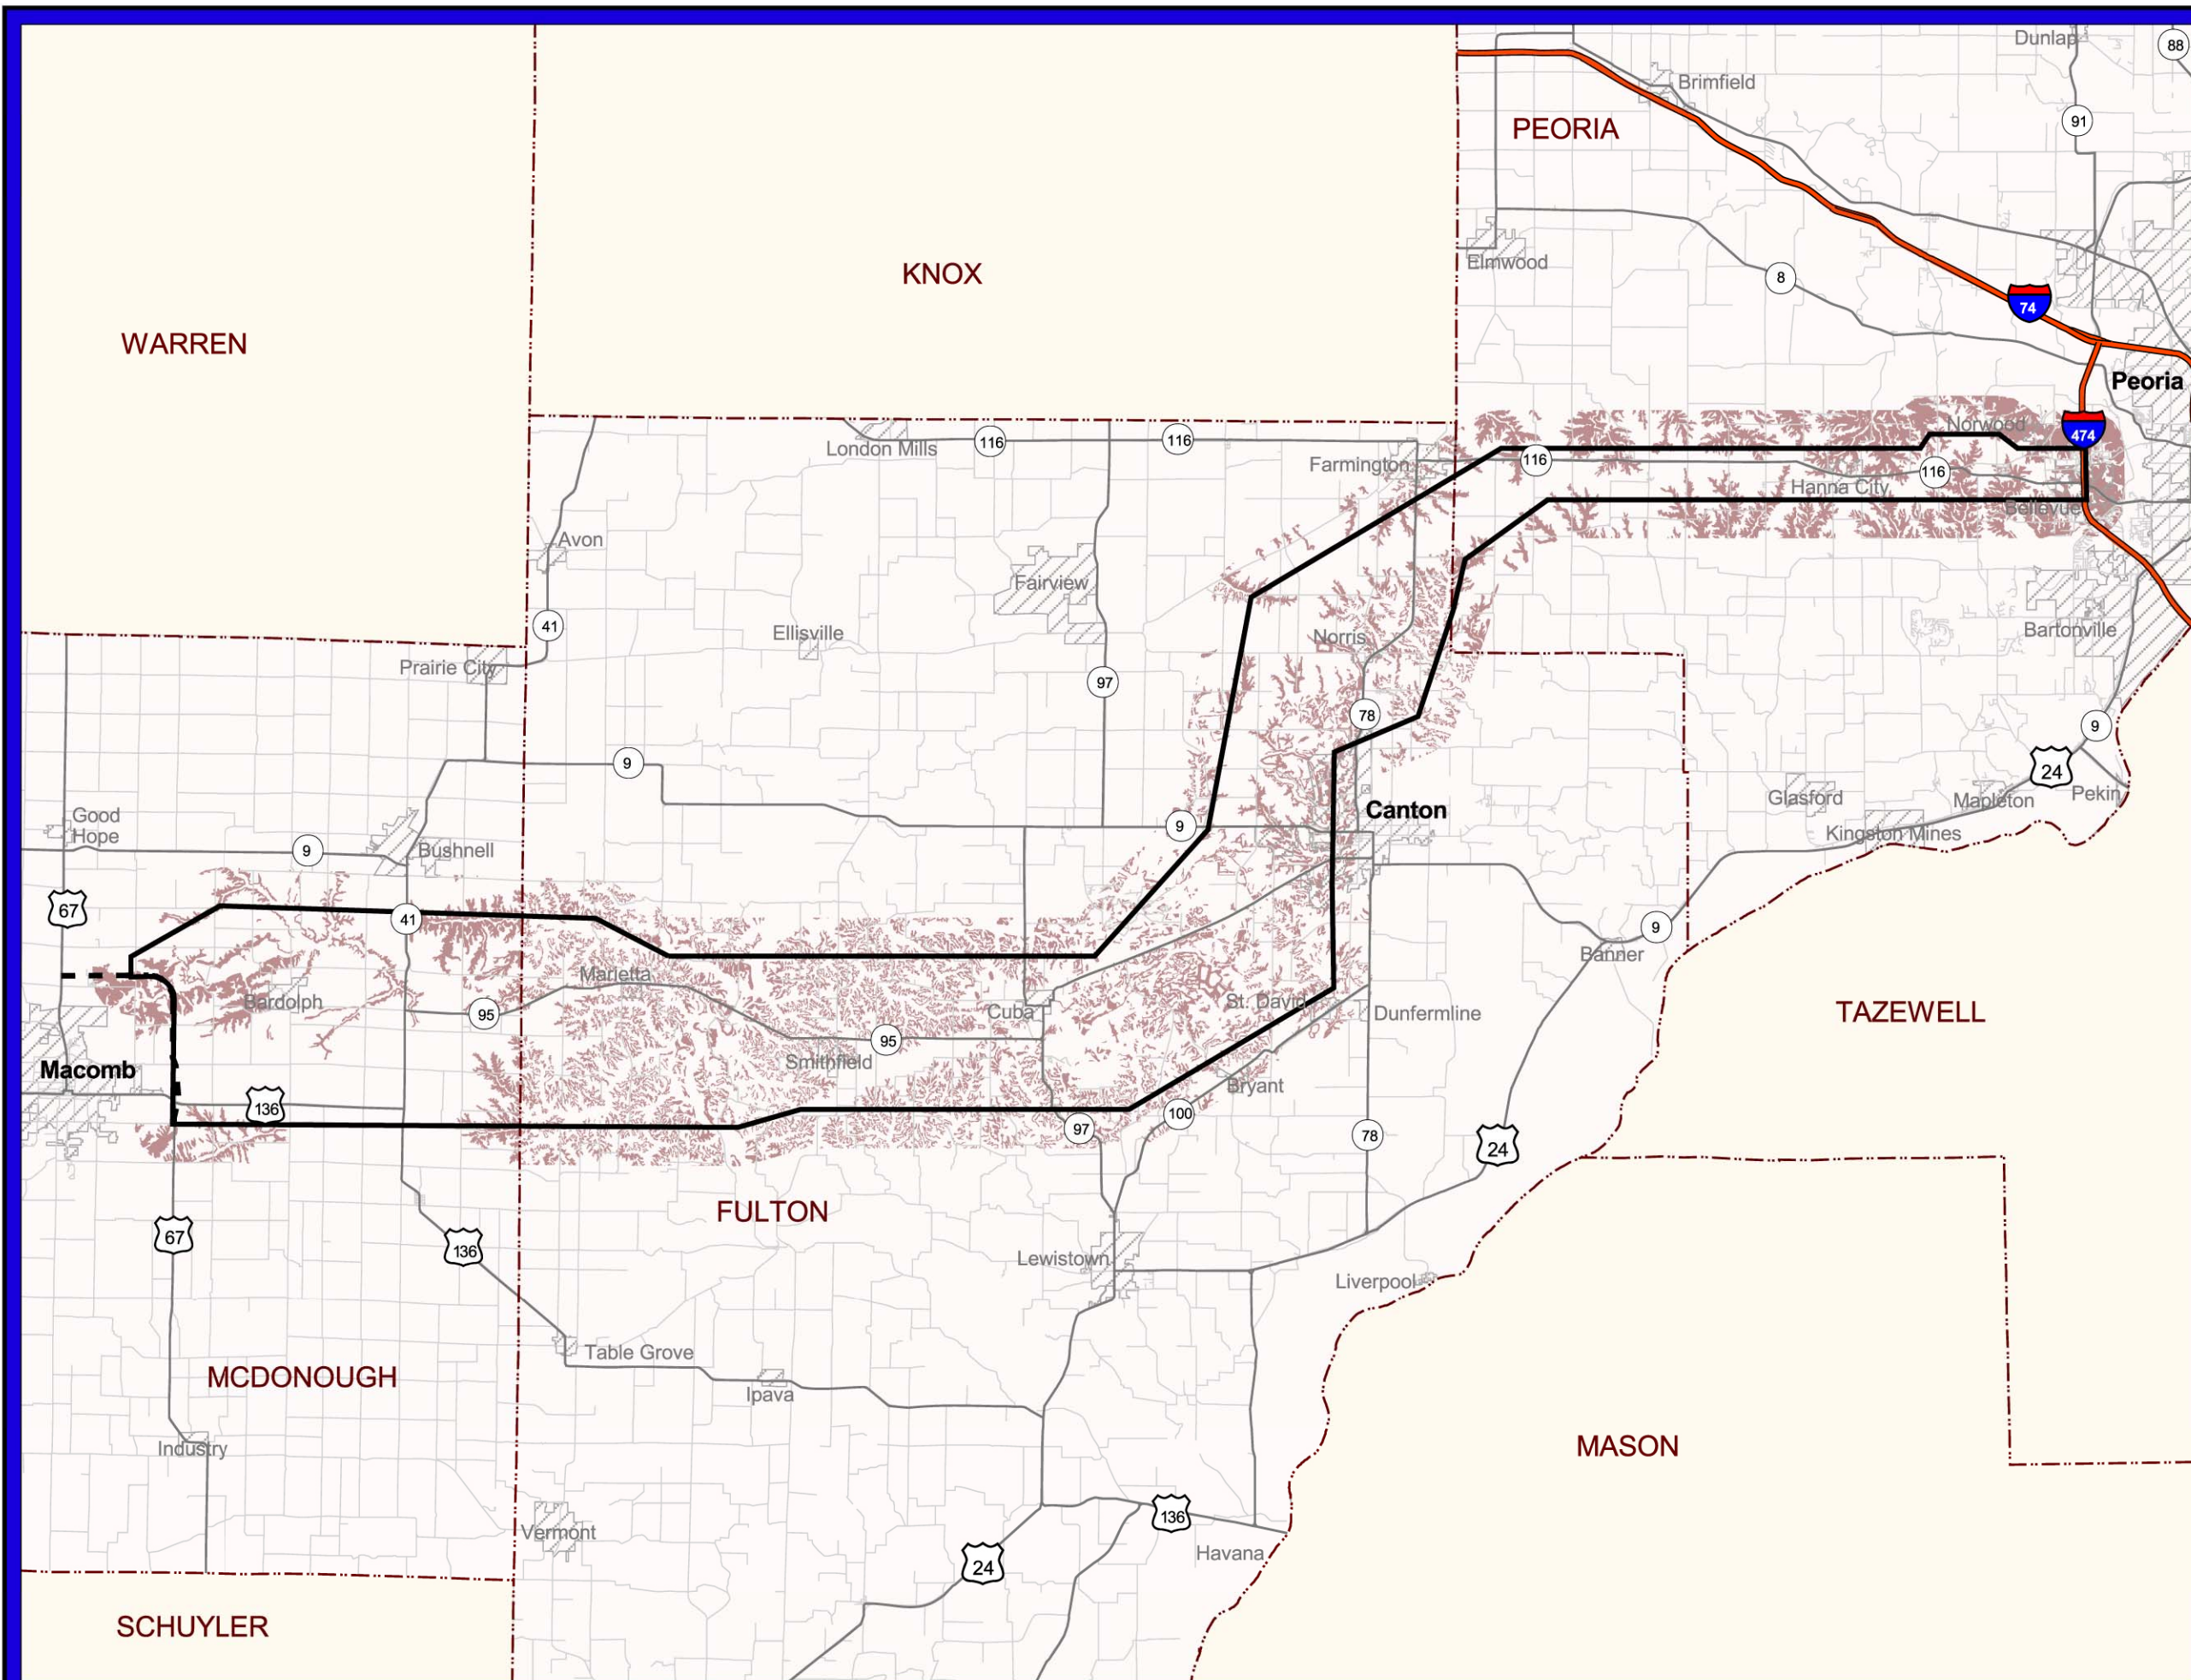 Dunlap
88
Brimfield
91
PEORIA
Elmwood
8
KNOX
74
WARREN
Peoria
Norwood
474
London Mills
116
116
Farmington
116
116
Hanna City
Bellevue
Avon
Fairview
41
Ellisville
Norris
Bartonville
Prairie City
97
78
9
9
24
Pekin
Glasford
Mapleton
Canton
Good
Hope
9
Kingston Mines
9
Bushnell
67
41
9
Banner
Marietta
Bardolph
95
Cuba
St. David
Dunfermline
TAZEWELL
95
Smithfield
Macomb
Bryant
136
100
97
78
24
FULTON
67
136
Lewistown
Liverpool
Table Grove
MCDONOUGH
Ipava
Industry
MASON
136
Vermont
Havana
24
SCHUYLER